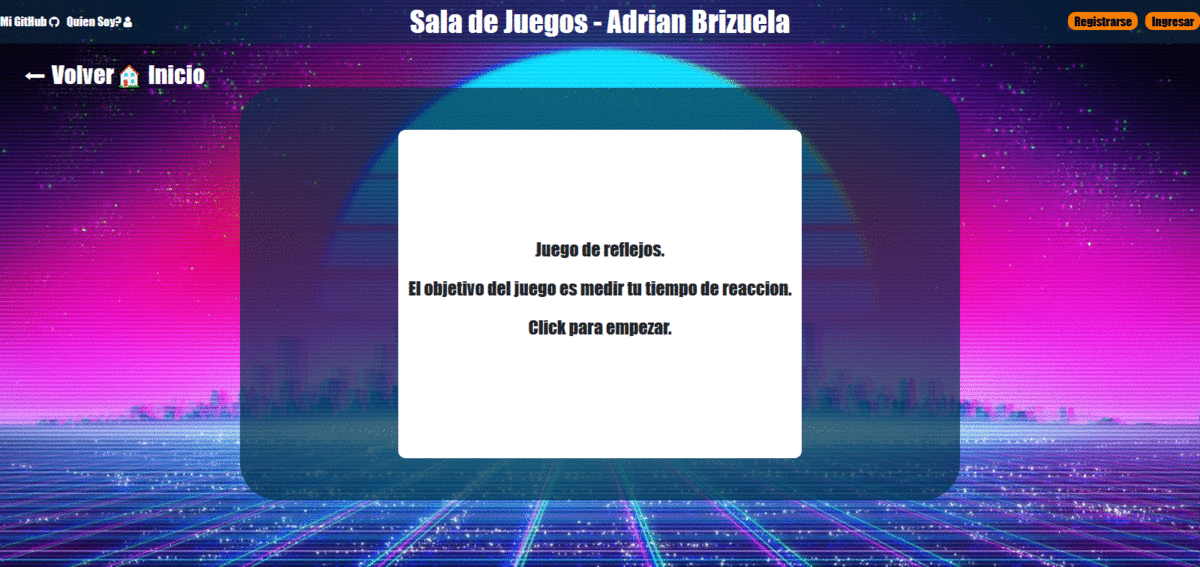 Mi GitHub Quien Soy?
Sala de Juegos - Adrian Brizuela
Registrarse Ingresar
← Volver Inicio
Juego de reflejos.
El objetivo del juego es medir tu tiempo de reaccion.
Click para empezar.